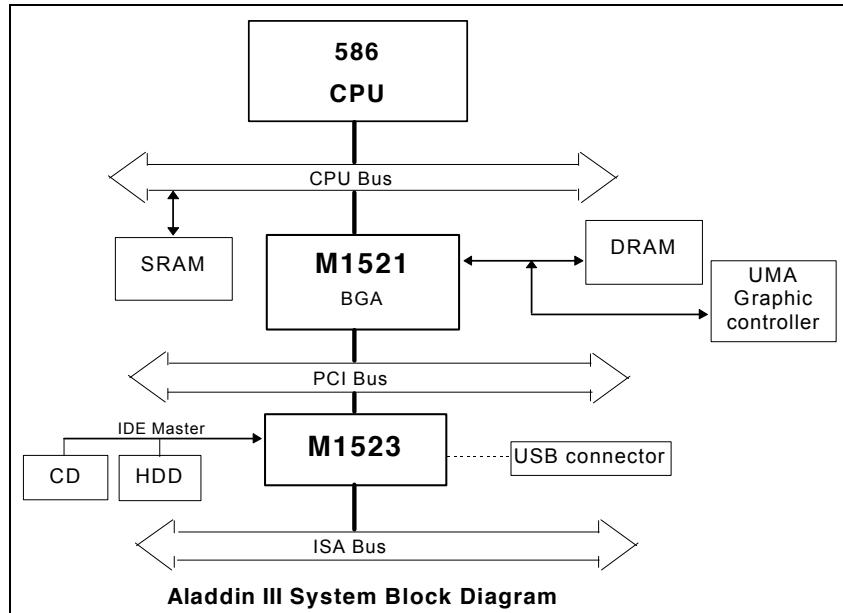 586
CPU
CPU Bus
SRAM
M1521
BGA
DRAM
UMA
Graphic
controller
PCI Bus
IDE Master
CD
HDD
M1523
USB connector
ISA Bus
Aladdin III System Block Diagram